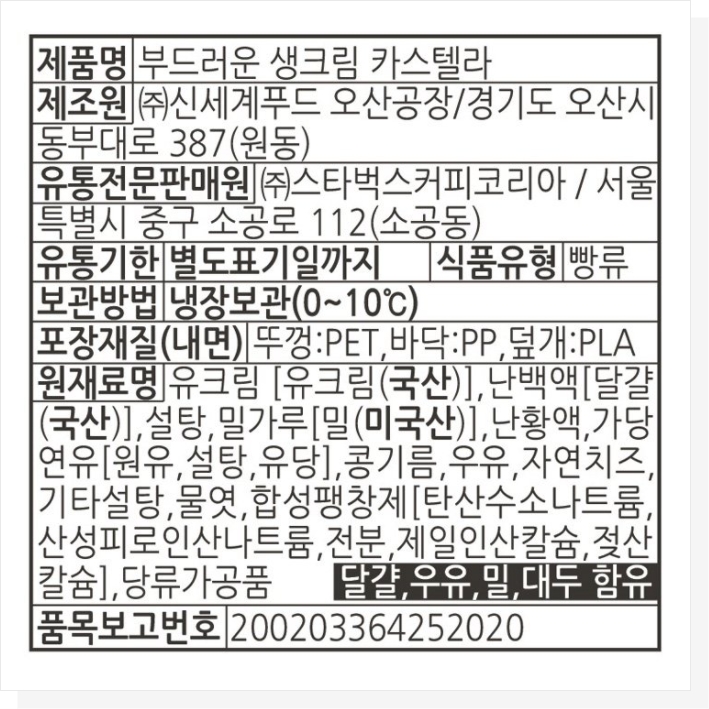 제품명 부드러운 생크림 카스텔라
제조원 ㈜신세계푸드 오산공장/경기도 오산시
동부대로 387(원동)
유통전문판매원 ㈜스타벅스커피코리아 / 서울
특별시 중구 소공로 112(소공동)
유통기한 별도표기일까지 식품유형 빵류
보관방법 냉장보관(0~10℃)
포장재질(내면) 뚜껑:PET,바닥:PP,덮개:PLA
원재료명 유크림 [유크림(국산)],난백액[달걀
(국산)],설탕,밀가루[밀(미국산)],난황액,가당
연유[원유,설탕,유당],콩기름,우유,자연치즈,
기타설탕,물엿,합성팽창제[탄산수소나트륨,
산성피로인산나트륨,전분,제일인산칼슘,젖산
칼슘],당류가공품 달걀,우유,밀,대두 함유
품목보고번호 200203364252020